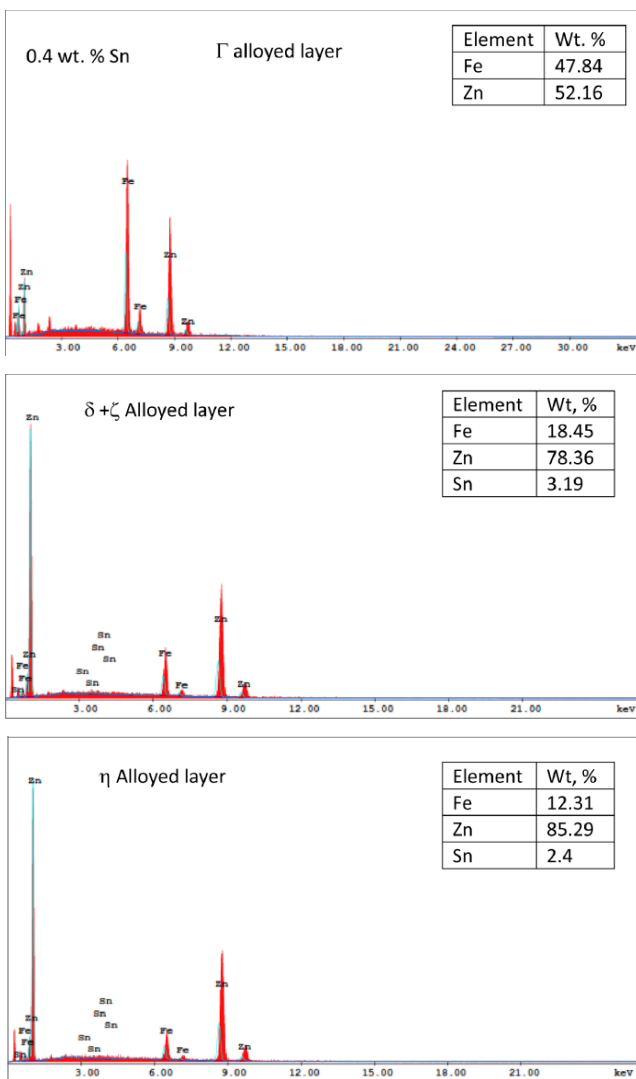 0.4 wt. % Sn
Γ alloyed layer
Element Wt. %
Fe 47.84
Zn 52.16
Fe
Zn
Zn
Zn
Fe
Fe
Fe
Zn
3.00 6.00 9.00 12.00 15.00 18.00 21.00 24.00 27.00 30.00 keV
δ +ζ Alloyed layer
Element Wt, %
Fe 18.45
Zn 78.36
Sn 3.19
Zn
Zn
Sn
Sn
Zn Sn
Fe Fe
Sn
Fe Sn
Sn Fe Zn
3.00 6.00 9.00 12.00 15.00 18.00 21.00 keV
η Alloyed layer
Element Wt, %
Fe 12.31
Zn 85.29
Sn 2.4
Zn
Zn
Sn
Sn
Zn Sn
Fe Fe
Sn
Fe Sn
Sn Fe Zn
3.00 6.00 9.00 12.00 15.00 18.00 21.00 keV